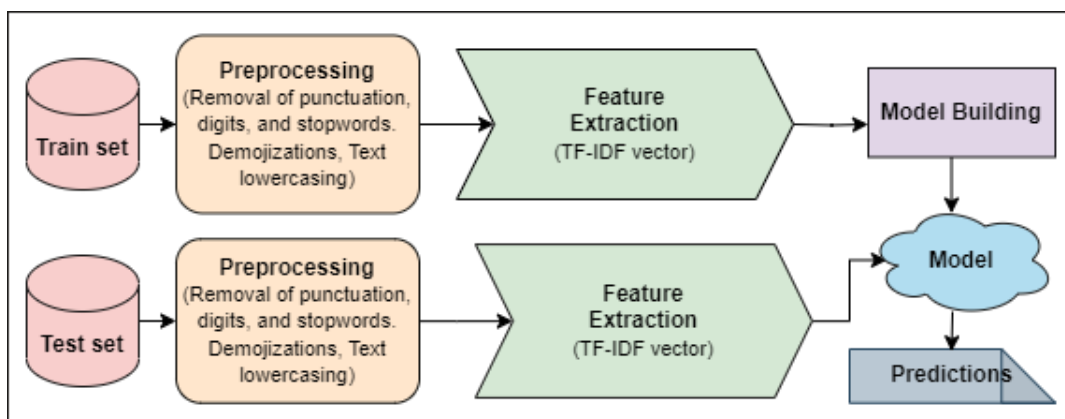 Train set
Preprocessing
(Removal of punctuation,
digits, and stopwords.
Demojizations, Text
lowercasing)
Feature
Extraction
(TF-IDF vector)
Model Building
Test set
Preprocessing
(Removal of punctuation,
digits, and stopwords.
Demojizations, Text
lowercasing)
Feature
Extraction
(TF-IDF vector)
Model
Predictions